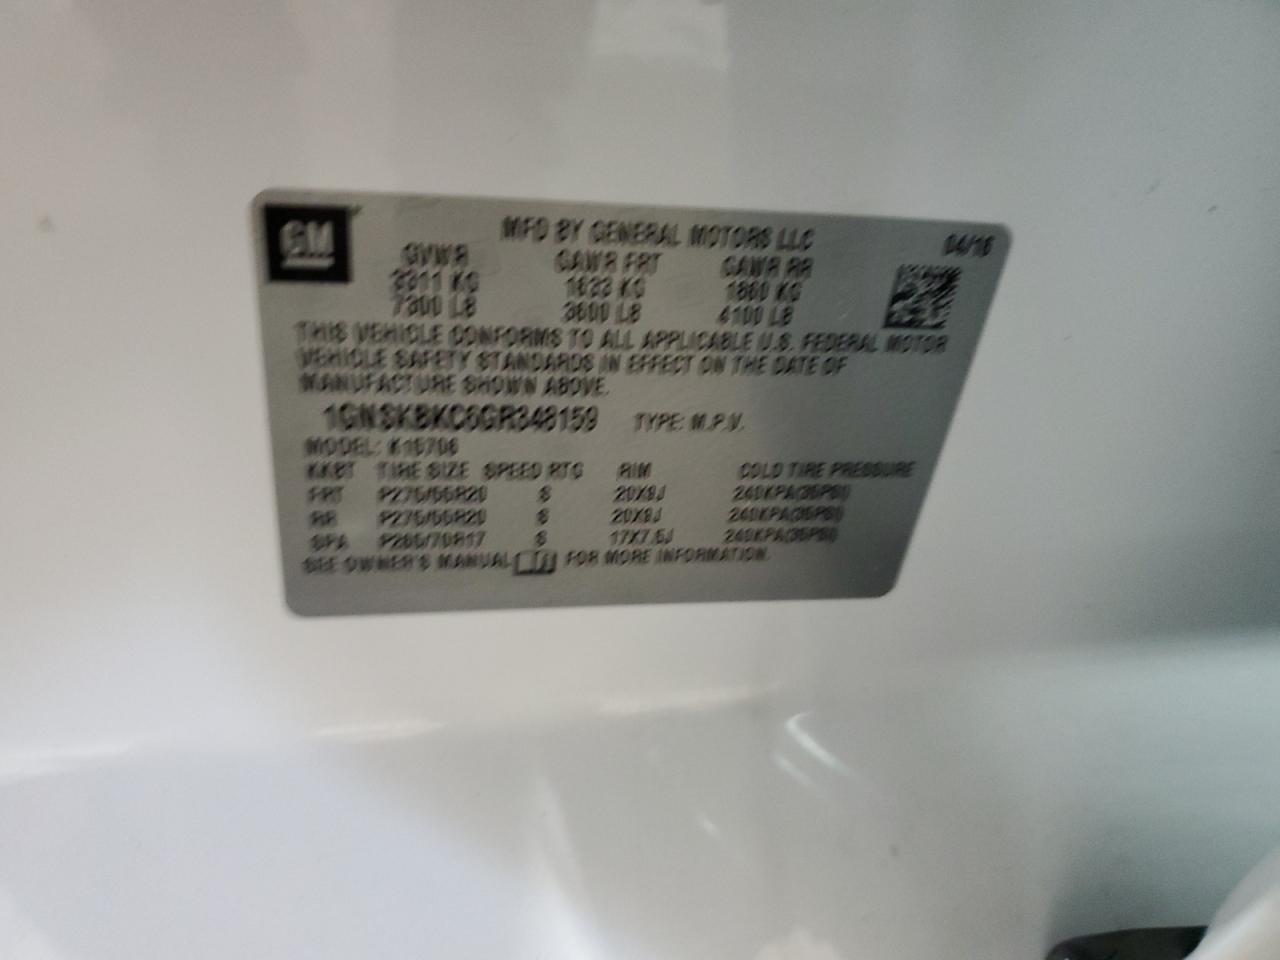 GM
MFD BY GENERAL MOTORS LLC 04/16
GVWR GAWR FRT GAWR RR
3311 KG 1633 KG 1860 KG
7300 LB 3600 LB 4100 LB
THIS VEHICLE CONFORMS TO ALL APPLICABLE U.S. FEDERAL MOTOR
VEHICLE SAFETY STANDARDS IN EFFECT ON THE DATE OF
MANUFACTURE SHOWN ABOVE.
1GNSKBKC6GR348159 TYPE: M.P.V.
MODEL: K15706
KKBT TIRE SIZE SPEED RTG RIM COLD TIRE PRESSURE
FRT P275/55R20 S 20X9J 240KPA(35PSI)
RR P275/55R20 S 20X9J 240KPA(35PSI)
SPA P265/70R17 S 17X7.5J 240KPA(35PSI)
SEE OWNER'S MANUAL FOR MORE INFORMATION.